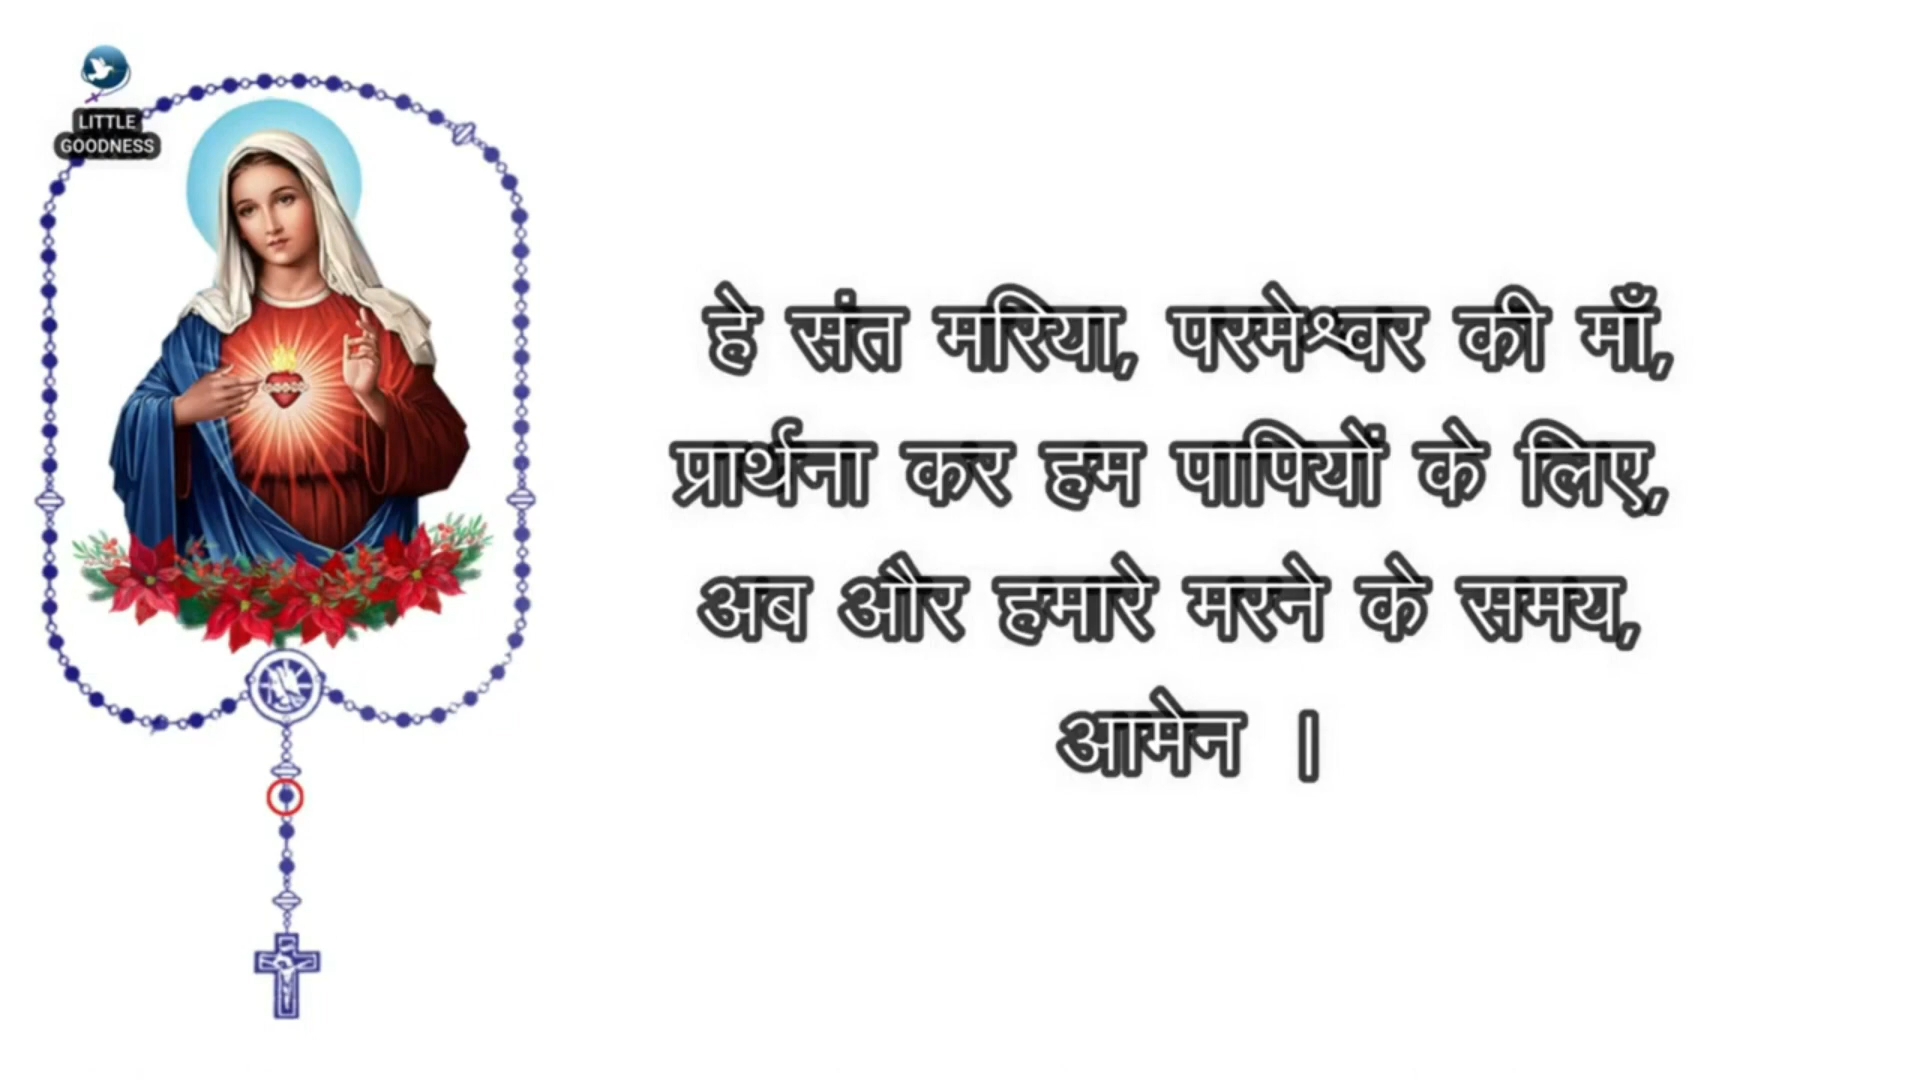 LITTLE
GOODNESS
हे संत मरिया, परमेश्वर की माँ,
प्रार्थना कर हम पापियों के लिए,
अब और हमारे मरने के समय,
आमेन ।